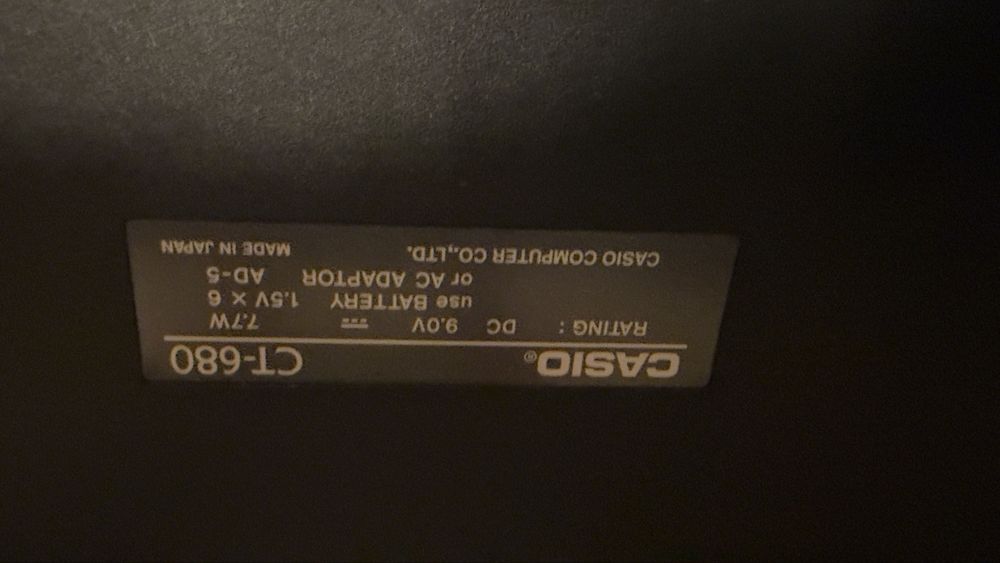 CASIO® CT-680
RATING : DC 9.0V ⎓ 7.7W
use BATTERY 1.5V × 6
or AC ADAPTOR AD-5
CASIO COMPUTER CO.,LTD. MADE IN JAPAN